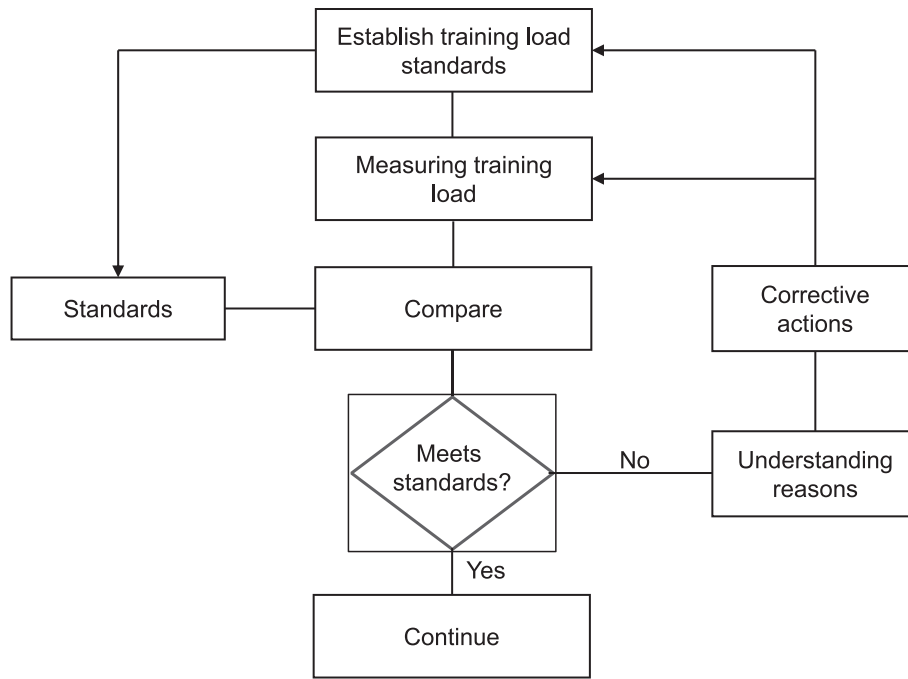 Establish training load
standards
Measuring training
load
Standards
Compare
Corrective
actions
Meets
standards?
No
Understanding
reasons
Yes
Continue